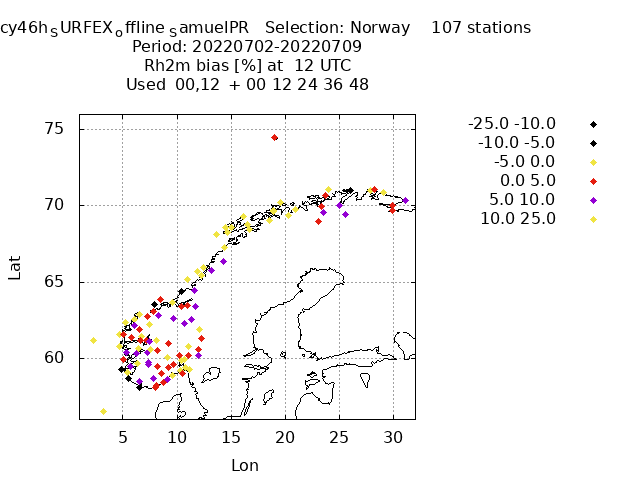 cy46h_SURFEX_offline_samuelPR   Selection: Norway    107 stations
Period: 20220702-20220709
Rh2m bias [%] at  12 UTC
Used  00,12  + 00 12 24 36 48
-25.0 -10.0
-10.0 -5.0
-5.0 0.0
0.0 5.0
5.0 10.0
10.0 25.0
75
70
65
60
Lat
5 10 15 20 25 30
Lon